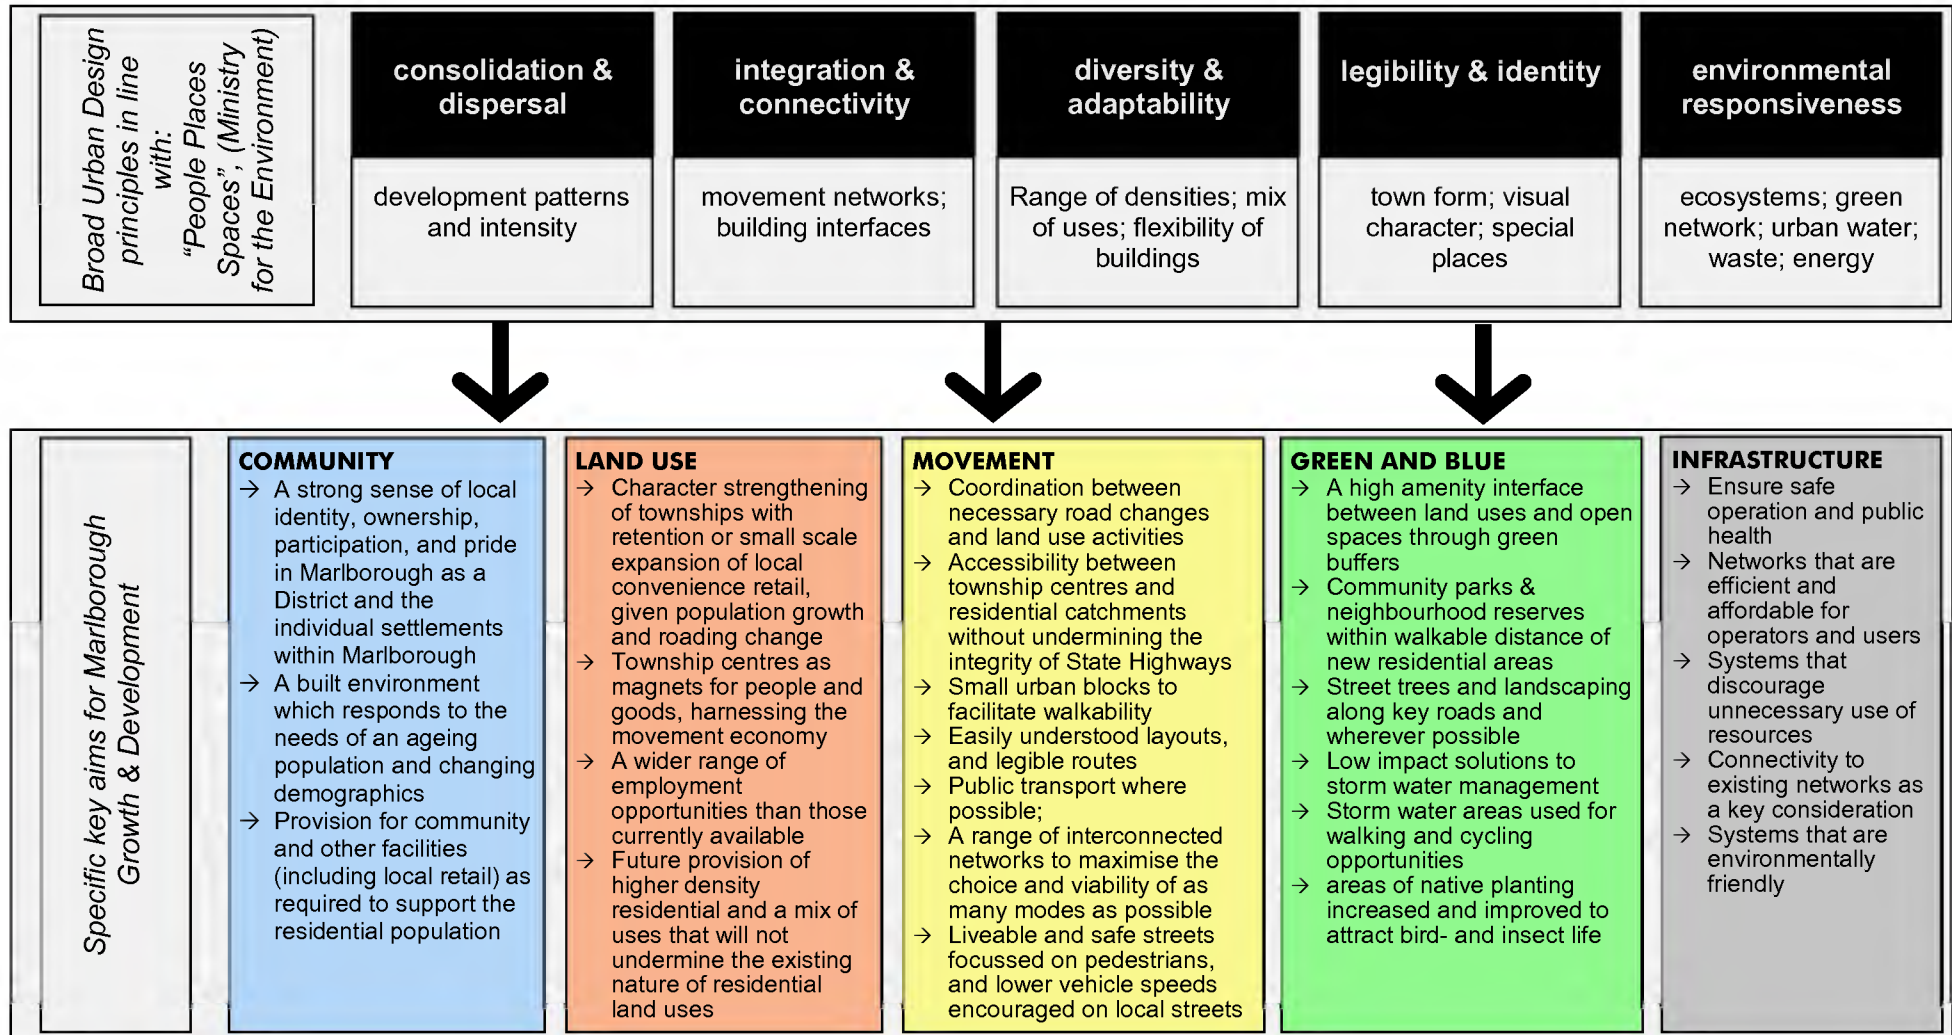 Broad Urban Design
principles in line
with:
“People Places
Spaces”, (Ministry
for the Environment)
consolidation &
dispersal
development patterns
and intensity
integration &
connectivity
movement networks;
building interfaces
diversity &
adaptability
Range of densities; mix
of uses; flexibility of
buildings
legibility & identity
town form; visual
character; special
places
environmental
responsiveness
ecosystems; green
network; urban water;
waste; energy
Specific key aims for Marlborough
Growth & Development
COMMUNITY
→ A strong sense of local
identity, ownership,
participation, and pride
in Marlborough as a
District and the
individual settlements
within Marlborough
→ A built environment
which responds to the
needs of an ageing
population and changing
demographics
→ Provision for community
and other facilities
(including local retail) as
required to support the
residential population
LAND USE
→ Character strengthening
of townships with
retention or small scale
expansion of local
convenience retail,
given population growth
and roading change
→ Township centres as
magnets for people and
goods, harnessing the
movement economy
→ A wider range of
employment
opportunities than those
currently available
→ Future provision of
higher density
residential and a mix of
uses that will not
undermine the existing
nature of residential
land uses
MOVEMENT
→ Coordination between
necessary road changes
and land use activities
→ Accessibility between
township centres and
residential catchments
without undermining the
integrity of State Highways
→ Small urban blocks to
facilitate walkability
→ Easily understood layouts,
and legible routes
→ Public transport where
possible;
→ A range of interconnected
networks to maximise the
choice and viability of as
many modes as possible
→ Liveable and safe streets
focussed on pedestrians,
and lower vehicle speeds
encouraged on local streets
GREEN AND BLUE
→ A high amenity interface
between land uses and open
spaces through green
buffers
→ Community parks &
neighbourhood reserves
within walkable distance of
new residential areas
→ Street trees and landscaping
along key roads and
wherever possible
→ Low impact solutions to
storm water management
→ Storm water areas used for
walking and cycling
opportunities
→ areas of native planting
increased and improved to
attract bird- and insect life
INFRASTRUCTURE
→ Ensure safe
operation and public
health
→ Networks that are
efficient and
affordable for
operators and users
→ Systems that
discourage
unnecessary use of
resources
→ Connectivity to
existing networks as
a key consideration
→ Systems that are
environmentally
friendly